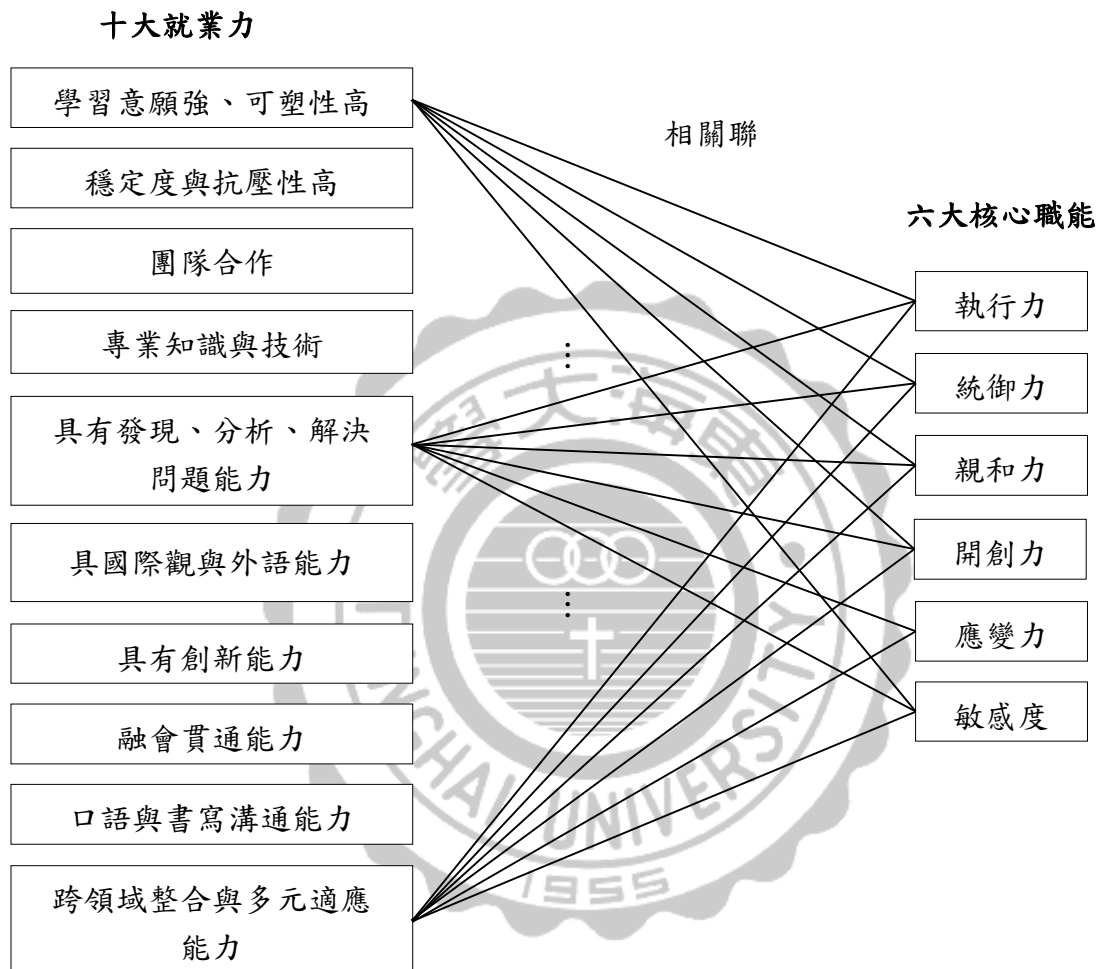 十大就業力
學習意願強、可塑性高
穩定度與抗壓性高
團隊合作
專業知識與技術
具有發現、分析、解決
問題能力
具國際觀與外語能力
具有創新能力
融會貫通能力
口語與書寫溝通能力
跨領域整合與多元適應
能力
相關聯
⋮
⋮
六大核心職能
執行力
統御力
親和力
開創力
應變力
敏感度
1955